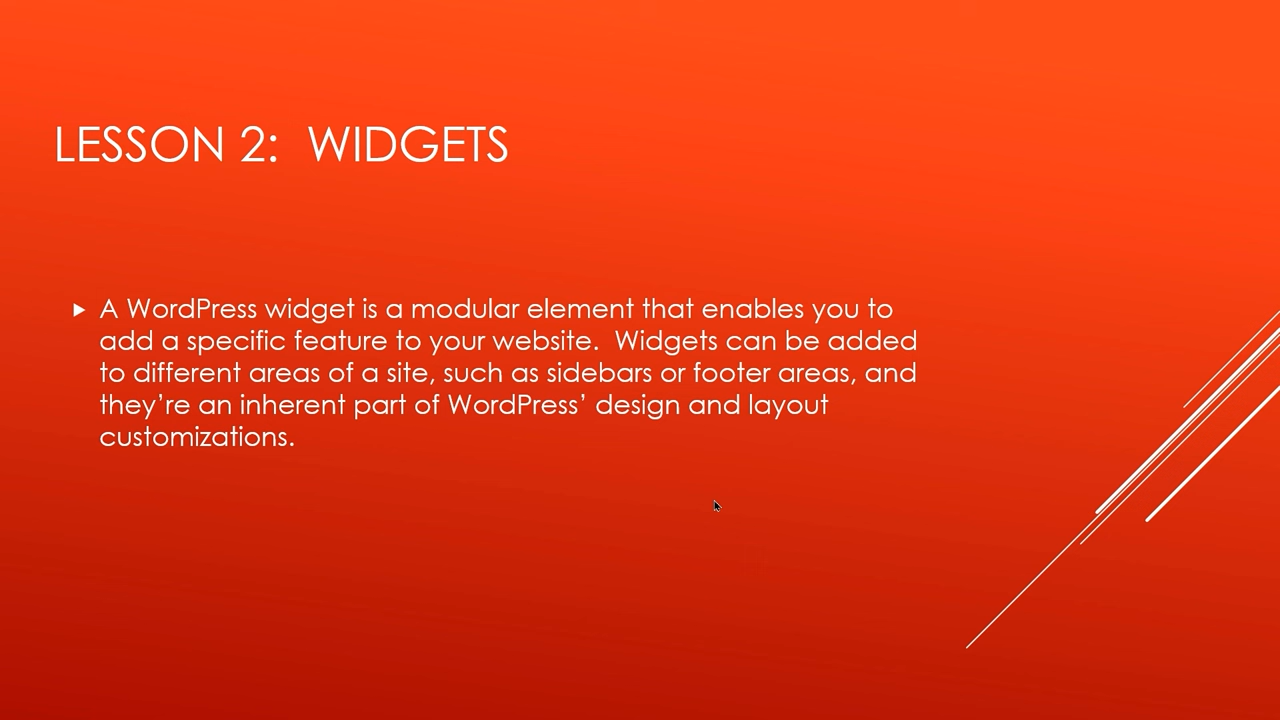 LESSON 2:  WIDGETS
A WordPress widget is a modular element that enables you to
add a specific feature to your website.  Widgets can be added
to different areas of a site, such as sidebars or footer areas, and
they’re an inherent part of WordPress’ design and layout
customizations.